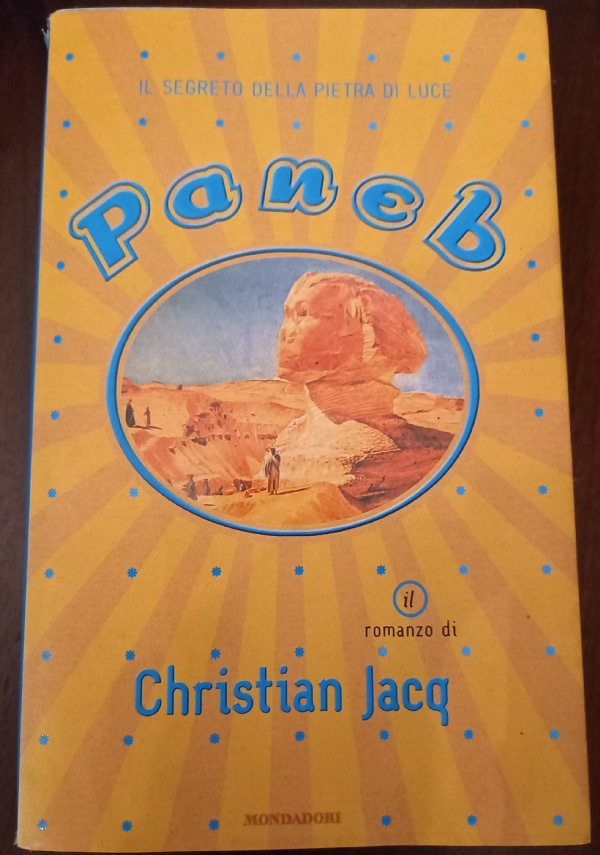 IL SEGRETO DELLA PIETRA DI LUCE
Paneb
il
romanzo di
Christian Jacq
MONDADORI